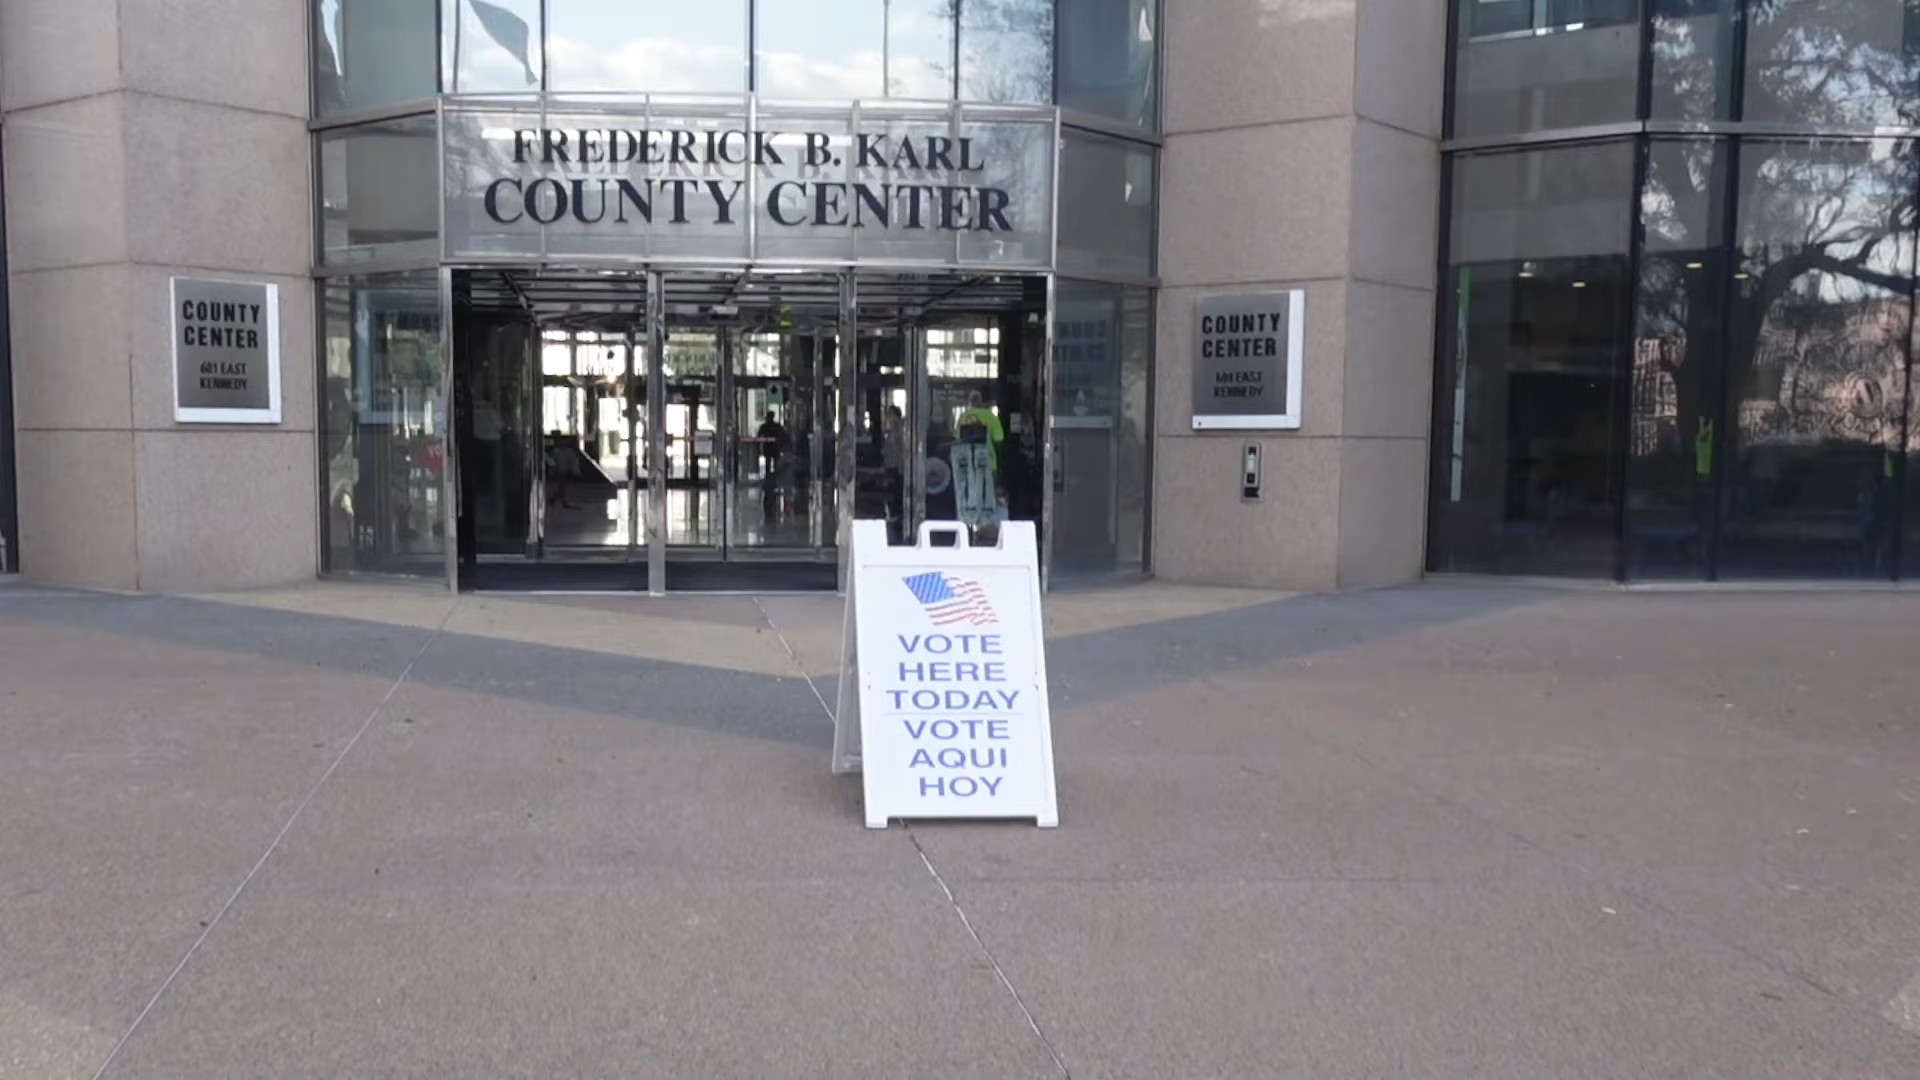 FREDERICK B. KARL
COUNTY CENTER
COUNTY
CENTER
601 EAST
KENNEDY
COUNTY
CENTER
601 EAST
KENNEDY
VOTE
HERE
TODAY
VOTE
AQUI
HOY